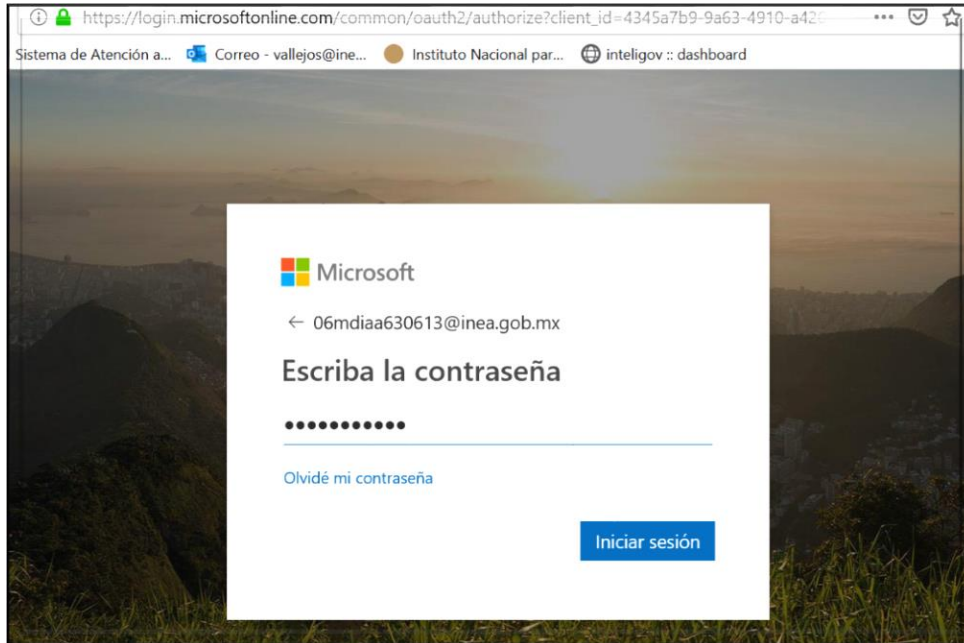 https://login.microsoftonline.com/common/oauth2/authorize?client_id=4345a7b9-9a63-4910-a42
Sistema de Atención a... Correo - vallejos@ine... Instituto Nacional par... inteligov :: dashboard
Microsoft
← 06mdiaa630613@inea.gob.mx
Escriba la contraseña
•••••••••••
Olvidé mi contraseña
Iniciar sesión